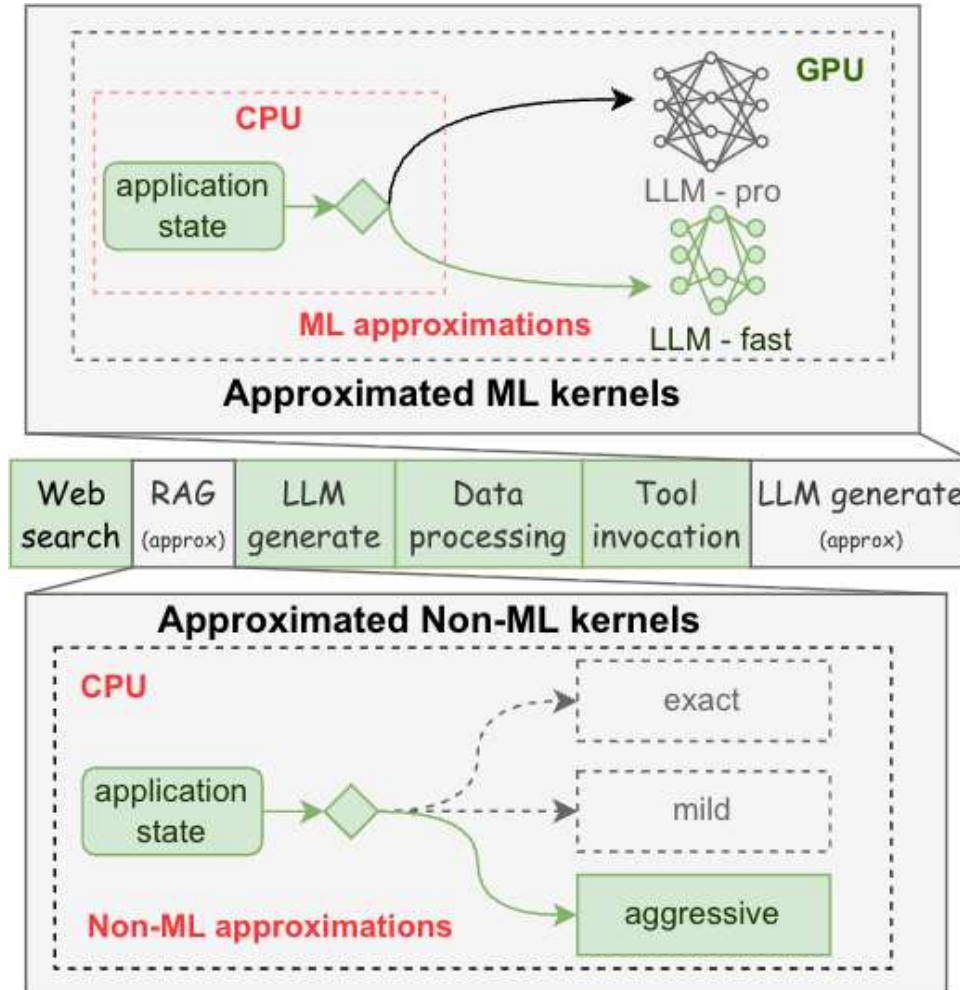 GPU
CPU
application
state
LLM - pro
ML approximations
LLM - fast
Approximated ML kernels
Web
search
RAG
(approx)
LLM
generate
Data
processing
Tool
invocation
LLM generate
(approx)
Approximated Non-ML kernels
CPU
exact
application
state
mild
aggressive
Non-ML approximations